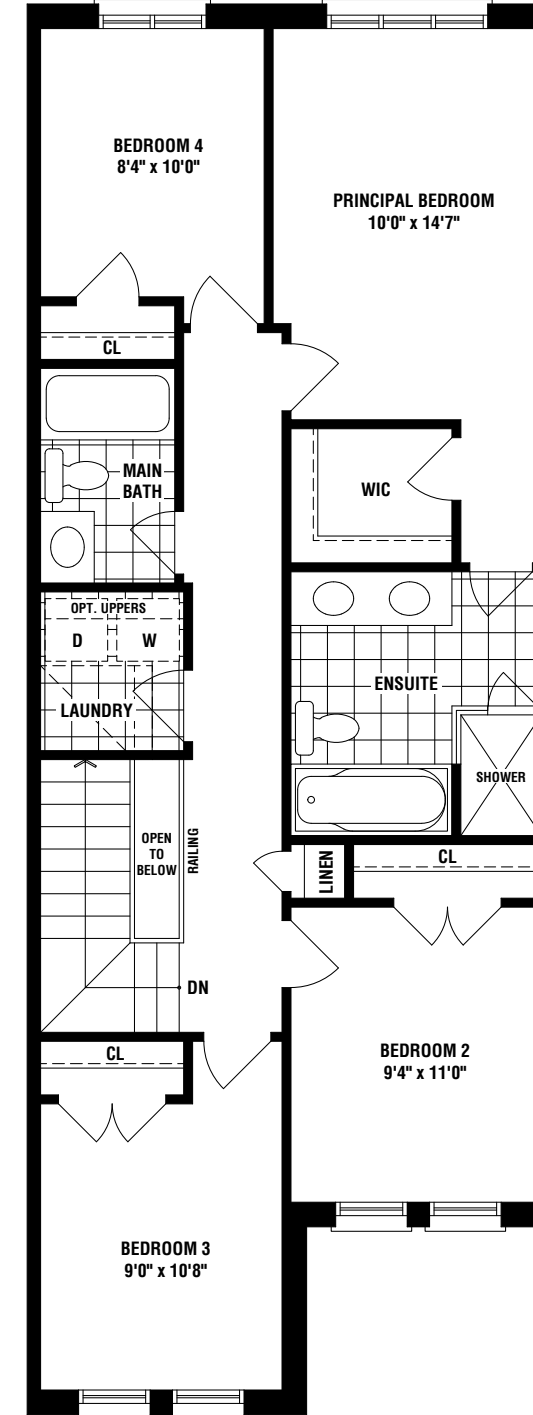 BEDROOM 4
8'4" x 10'0"
PRINCIPAL BEDROOM
10'0" x 14'7"
CL
MAIN
BATH
WIC
OPT. UPPERS
D
W
LAUNDRY
ENSUITE
SHOWER
OPEN
TO
BELOW
RAILING
LINEN
CL
DN
CL
BEDROOM 2
9'4" x 11'0"
BEDROOM 3
9'0" x 10'8"